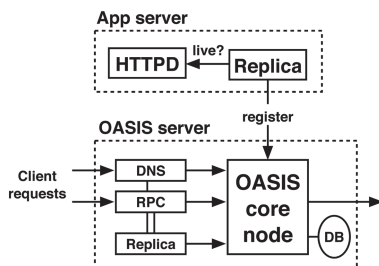 App server
live?
HTTPD
Replica
register
OASIS server
Client
requests
DNS
RPC
Replica
OASIS
core
node
DB